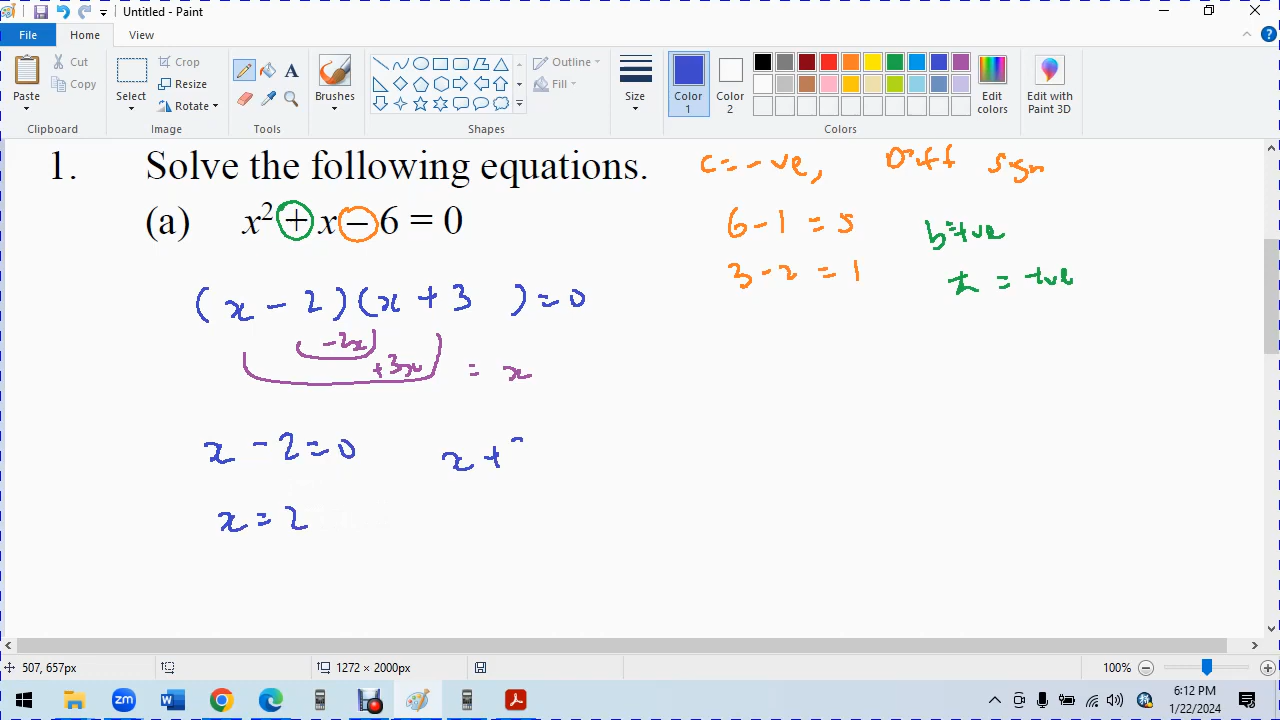 Untitled - Paint
File Home View
Paste
Cut
Copy
Clipboard
Select
Crop
Resize
Rotate
Image
Tools
Brushes
Shapes
Outline
Fill
Size
Color 1
Color 2
Colors
Edit colors
Edit with Paint 3D
1. Solve the following equations.
c = -ve, Diff sign
(a) x² + x – 6 = 0
6 - 1 = 5
b = +ve
3 - 2 = 1
= +ve
(x - 2)(x + 3 ) = 0
-2x
+3x = x
x - 2 = 0
x +
x = 2
507, 657px
1272 × 2000px
100%
zm
W
6:12 PM
1/22/2024